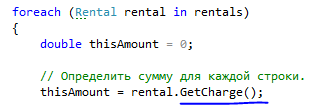 foreach (Rental rental in rentals)
{
double thisAmount = 0;
// Определить сумму для каждой строки.
thisAmount = rental.GetCharge();